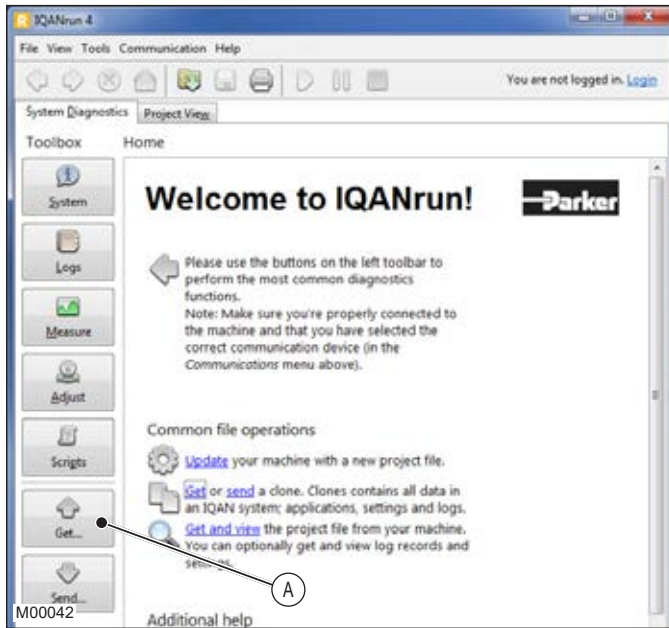 IQANrun 4
File View Tools Communication Help
You are not logged in. Login
System Diagnostics Project View
Toolbox Home
System
Logs
Measure
Adjust
Scripts
Get...
Send...
Welcome to IQANrun!
Parker
Please use the buttons on the left toolbar to
perform the most common diagnostics
functions.
Note: Make sure you're properly connected to
the machine and that you have selected the
correct communication device (in the
Communications menu above).
Common file operations
Update your machine with a new project file.
Get or send a clone. Clones contains all data in
an IQAN system; applications, settings and logs.
Get and view the project file from your machine.
You can optionally get and view log records and
settings.
A
M00042
Additional help